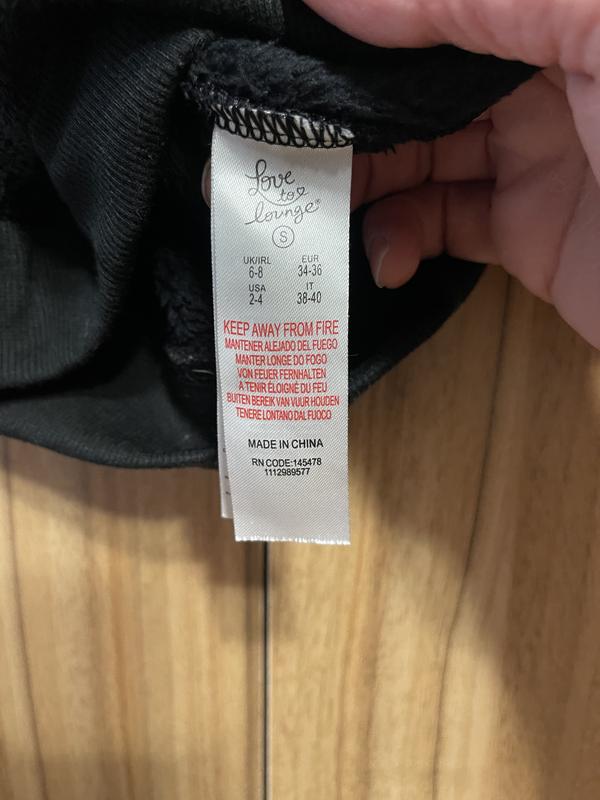 Love
to
lounge®
S
UK/IRL EUR
6-8 34-36
USA IT
2-4 38-40
KEEP AWAY FROM FIRE
MANTENER ALEJADO DEL FUEGO
MANTER LONGE DO FOGO
VON FEUER FERNHALTEN
A TENIR ÉLOIGNÉ DU FEU
BUITEN BEREIK VAN VUUR HOUDEN
TENERE LONTANO DAL FUOCO
MADE IN CHINA
RN CODE:145478
1112989577